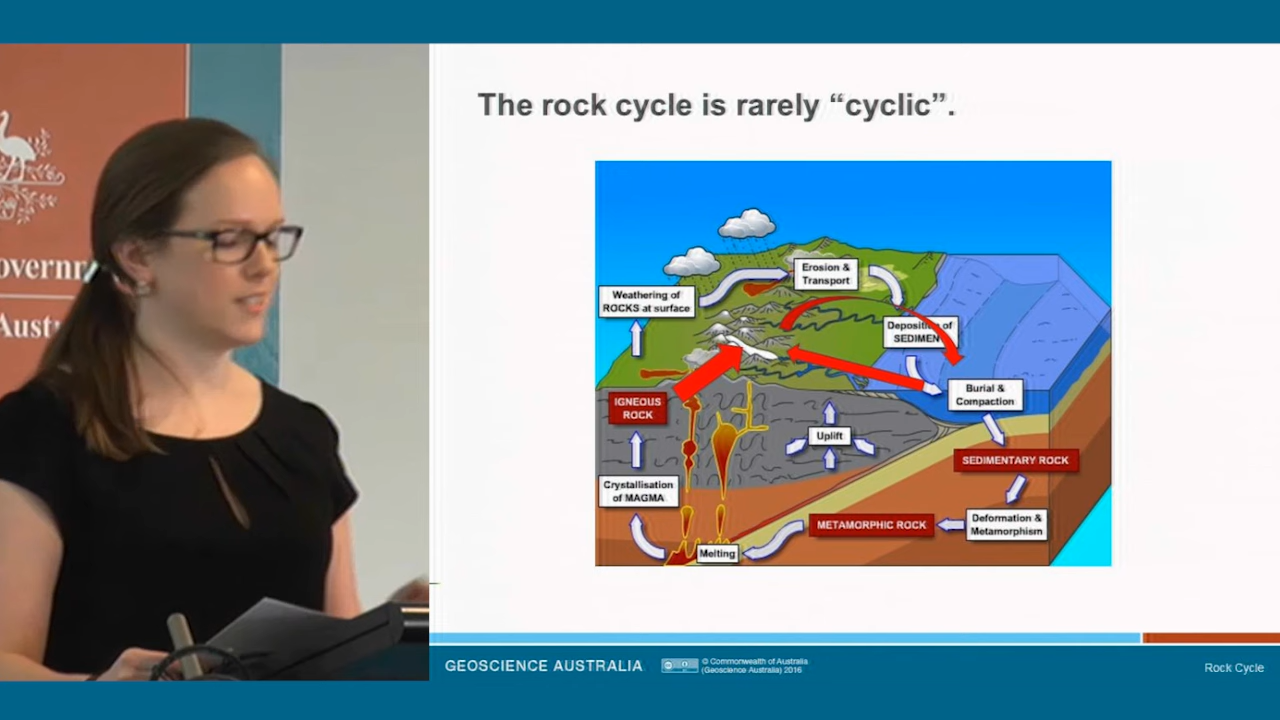 The rock cycle is rarely “cyclic”.
Erosion &
Transport
Weathering of
ROCKS at surface
Deposition of
SEDIMEN
Burial &
Compaction
IGNEOUS
ROCK
Uplift
SEDIMENTARY ROCK
Crystallisation
of MAGMA
METAMORPHIC ROCK
Deformation &
Metamorphism
Melting
overnm
Austr
GEOSCIENCE AUSTRALIA
© Commonwealth of Australia
(Geoscience Australia) 2016
Rock Cycle